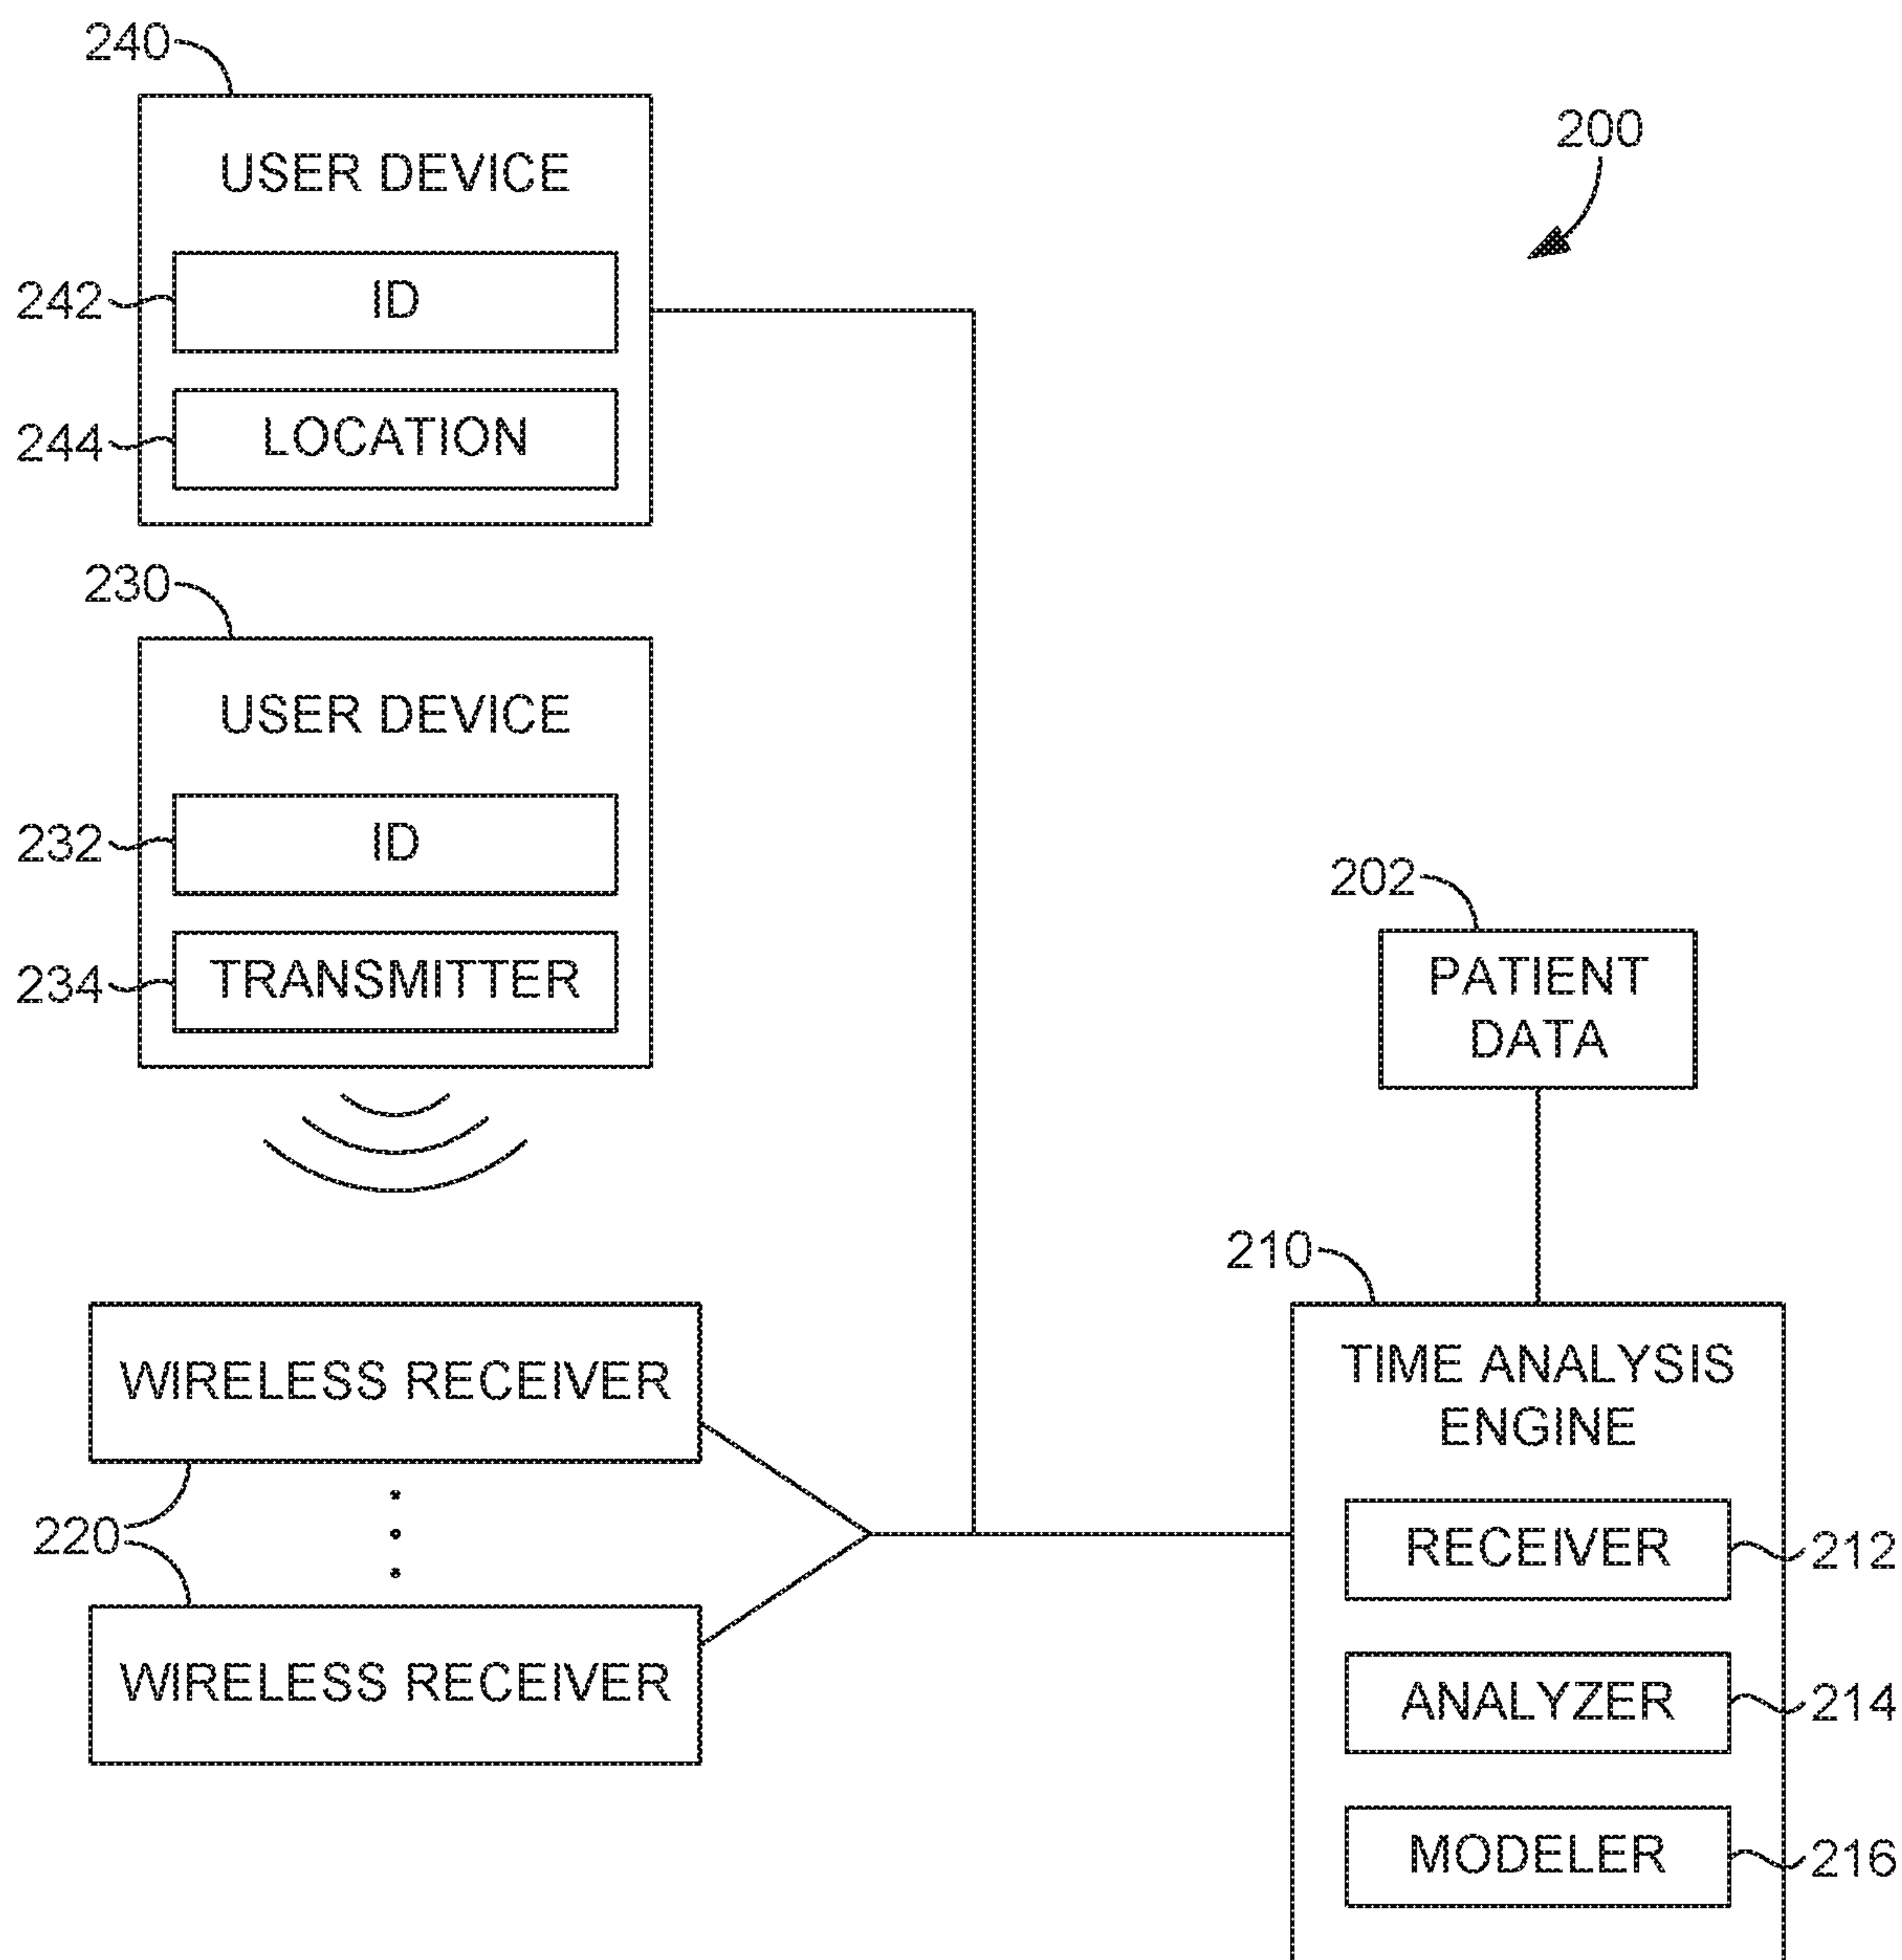 240
200
USER DEVICE
242
ID
244
LOCATION
230
USER DEVICE
232
ID
234
TRANSMITTER
202
PATIENT
DATA
210
TIME ANALYSIS
ENGINE
WIRELESS RECEIVER
220
WIRELESS RECEIVER
RECEIVER
212
ANALYZER
214
MODELER
216